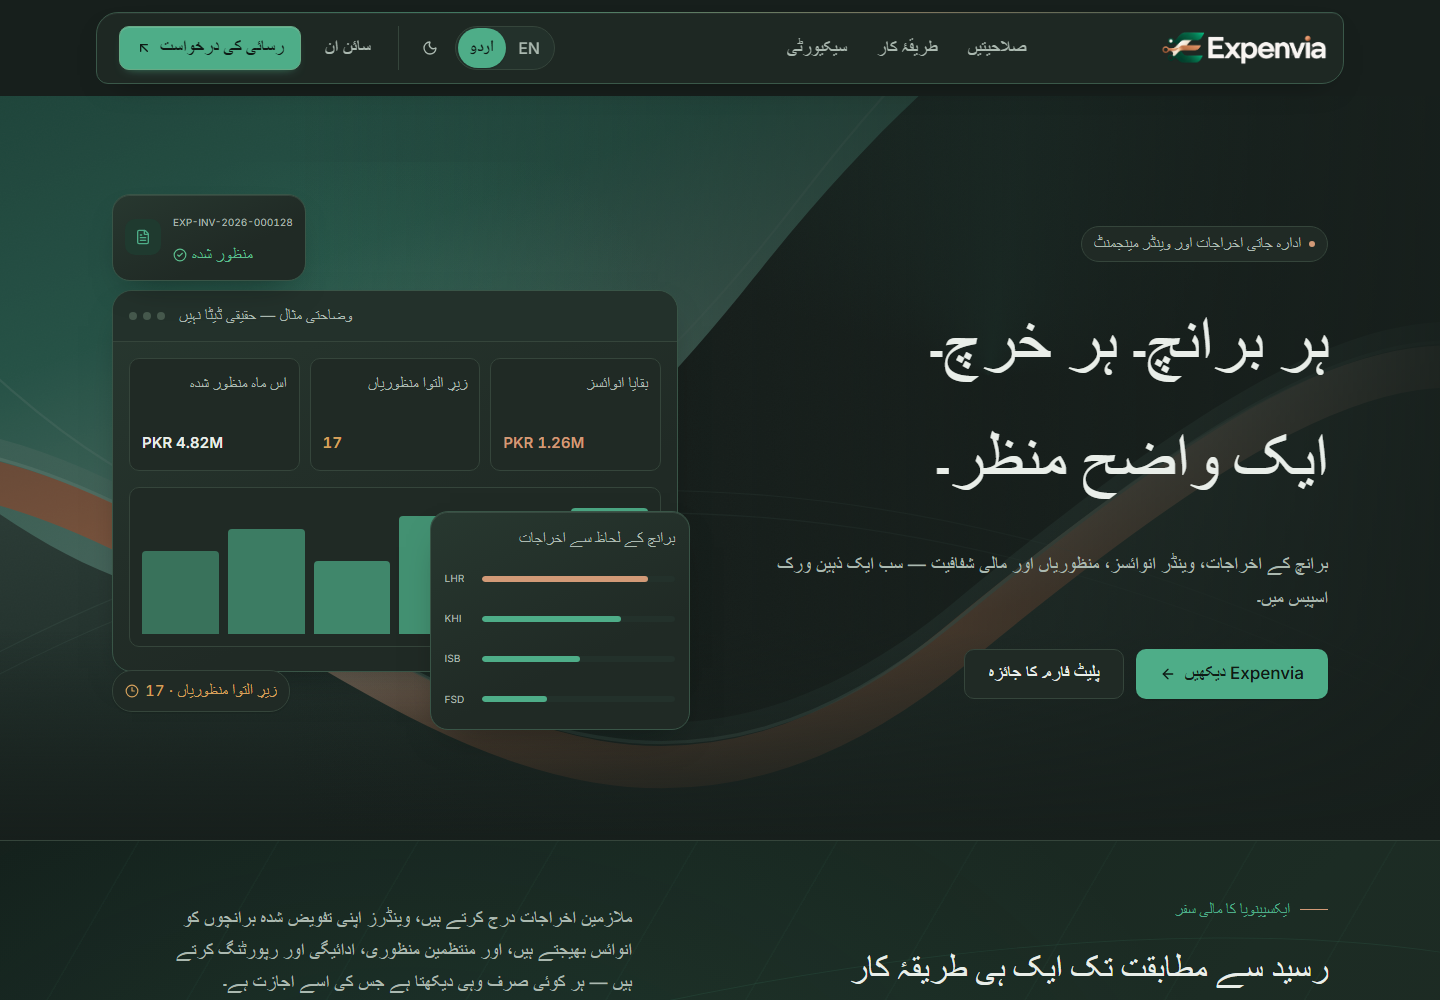 Expenvia
صلاحیتیں
طریقۂ کار
سیکیورٹی
EN
اردو
سائن ان
رسائی کی درخواست
ادارہ جاتی اخراجات اور وینڈر مینجمنٹ
ہر برانچ۔ ہر خرچ۔
ایک واضح منظر۔
برانچ کے اخراجات، وینڈر انوائسز، منظوریاں اور مالی شفافیت — سب ایک ذہین ورک
اسپیس میں۔
Expenvia دیکھیں
پلیٹ فارم کا جائزہ
EXP-INV-2026-000128
منظور شدہ
وضاحتی مثال — حقیقی ڈیٹا نہیں
بقایا انوائسز
PKR 1.26M
زیرِ التوا منظوریاں
17
اس ماہ منظور شدہ
PKR 4.82M
برانچ کے لحاظ سے اخراجات
LHR
KHI
ISB
FSD
زیرِ التوا منظوریاں · 17
ایکسپینویا کا مالی سفر
رسید سے مطابقت تک ایک ہی طریقۂ کار
ملازمین اخراجات درج کرتے ہیں، وینڈرز اپنی تفویض شدہ برانچوں کو
انوائس بھیجتے ہیں، اور منتظمین منظوری، ادائیگی اور رپورٹنگ کرتے
ہیں — ہر کوئی صرف وہی دیکھتا ہے جس کی اسے اجازت ہے۔